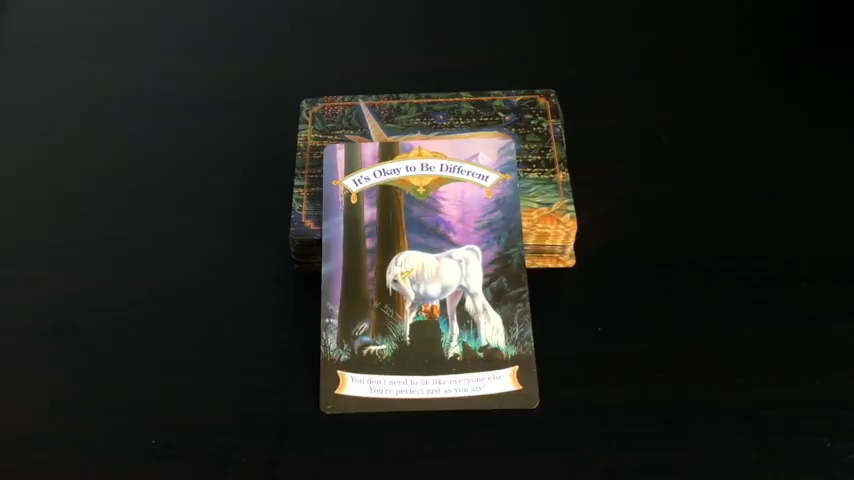 It's Okay to Be Different
You don't need to be like everyone else.
You're perfect just as you are!